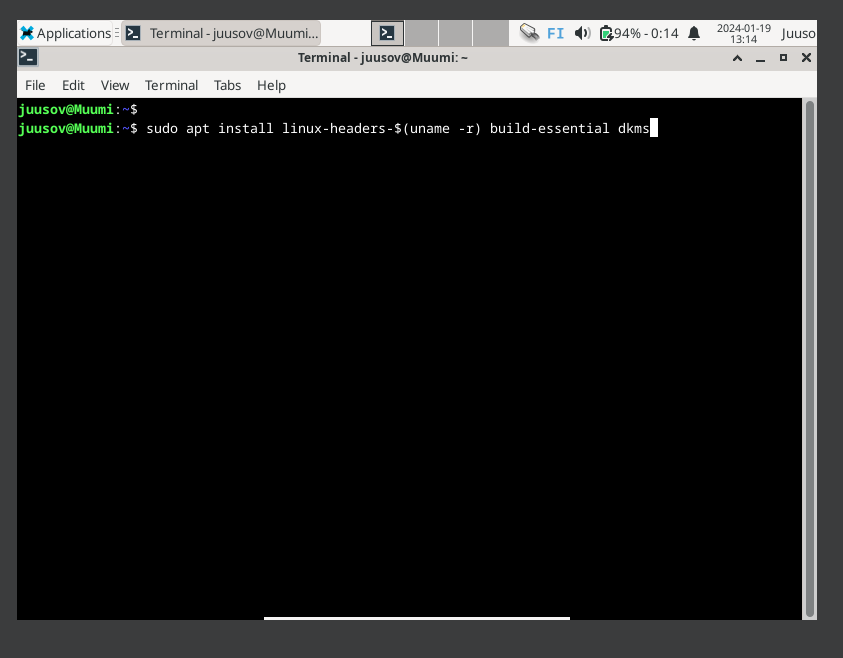 Applications Terminal - juusov@Muumi... FI 94% - 0:14 2024-01-19 Juuso
13:14
Terminal - juusov@Muumi: ~
File Edit View Terminal Tabs Help
juusov@Muumi:~$
juusov@Muumi:~$ sudo apt install linux-headers-$(uname -r) build-essential dkms